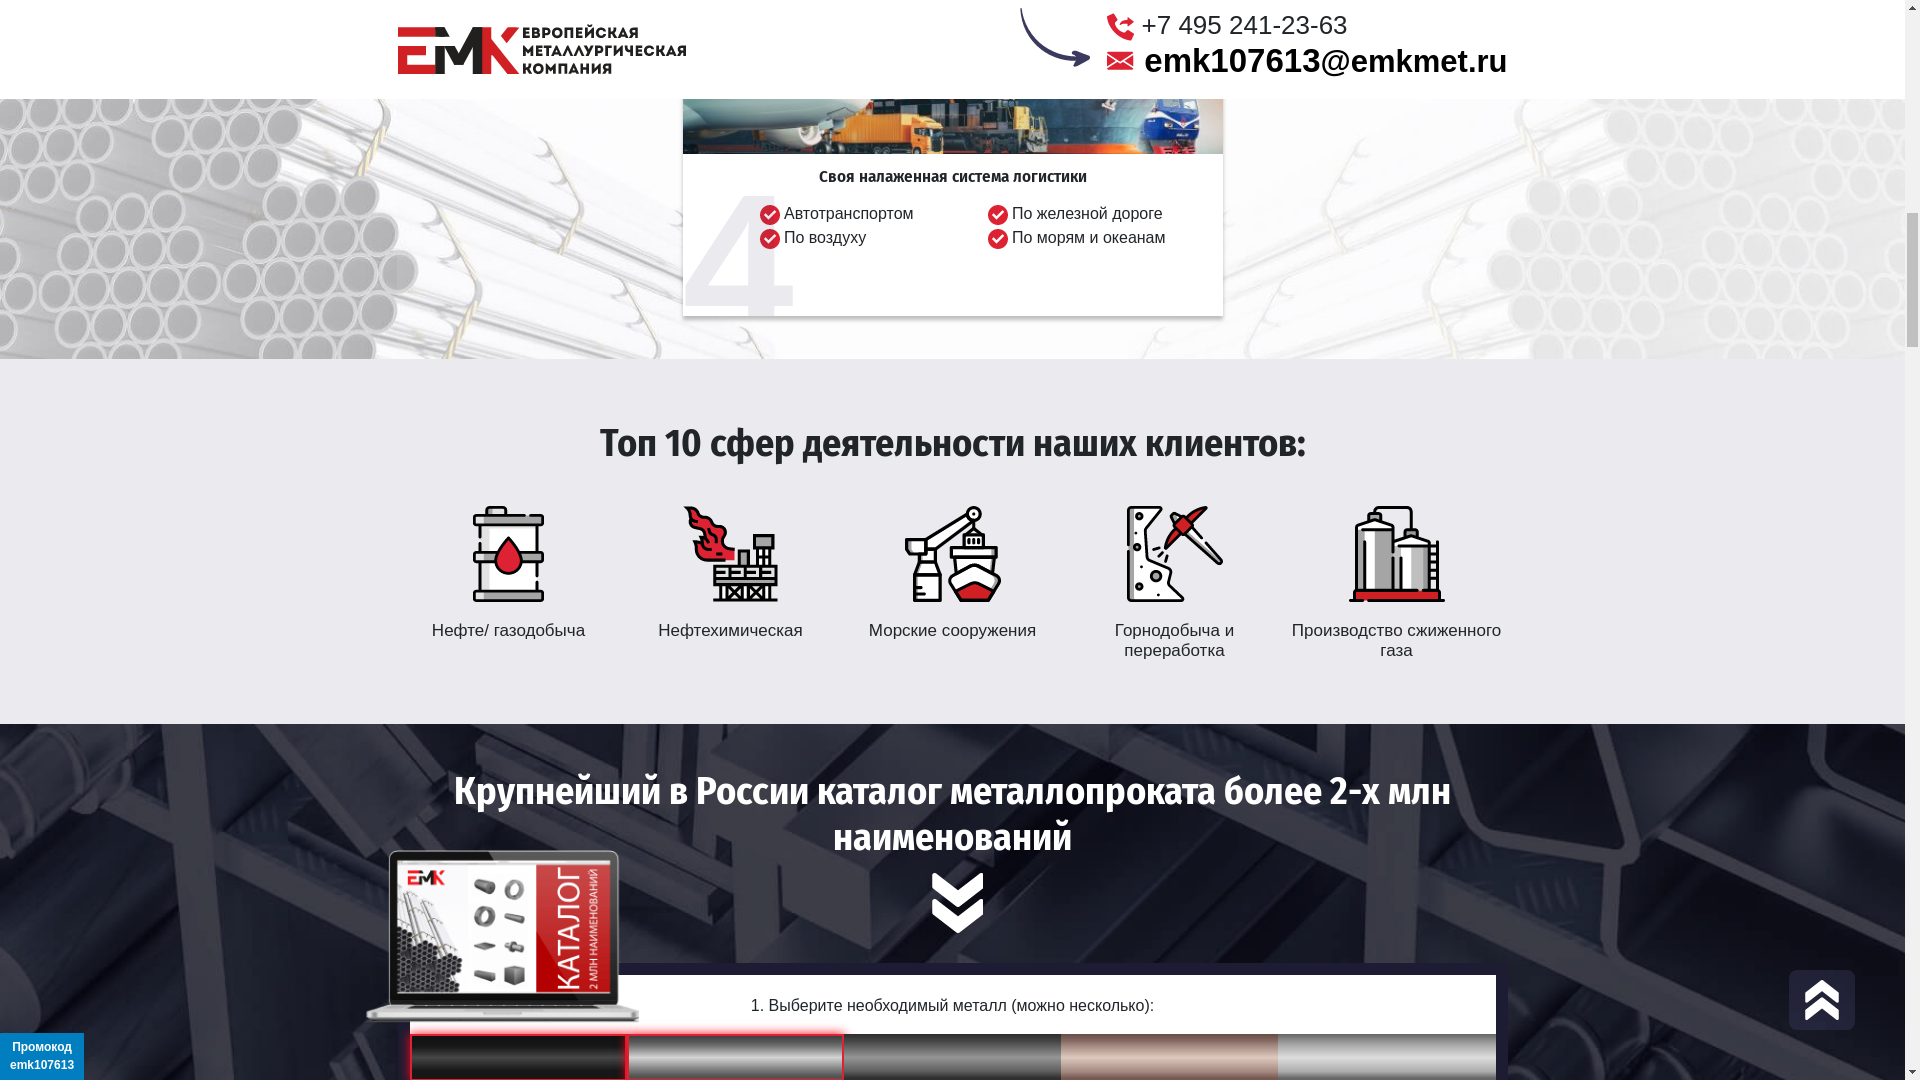 ЕМК ЕВРОПЕЙСКАЯ
МЕТАЛЛУРГИЧЕСКАЯ
КОМПАНИЯ
+7 495 241-23-63
emk107613@emkmet.ru
4
Своя налаженная система логистики
Автотранспортом
По железной дороге
По воздуху
По морям и океанам
Топ 10 сфер деятельности наших клиентов:
Нефте/ газодобыча
Нефтехимическая
Морские сооружения
Горнодобыча и
переработка
Производство сжиженного
газа
Крупнейший в России каталог металлопроката более 2-х млн
наименований
ЕМК
КАТАЛОГ
2 МЛН НАИМЕНОВАНИЙ
1. Выберите необходимый металл (можно несколько):
Промокод
emk107613